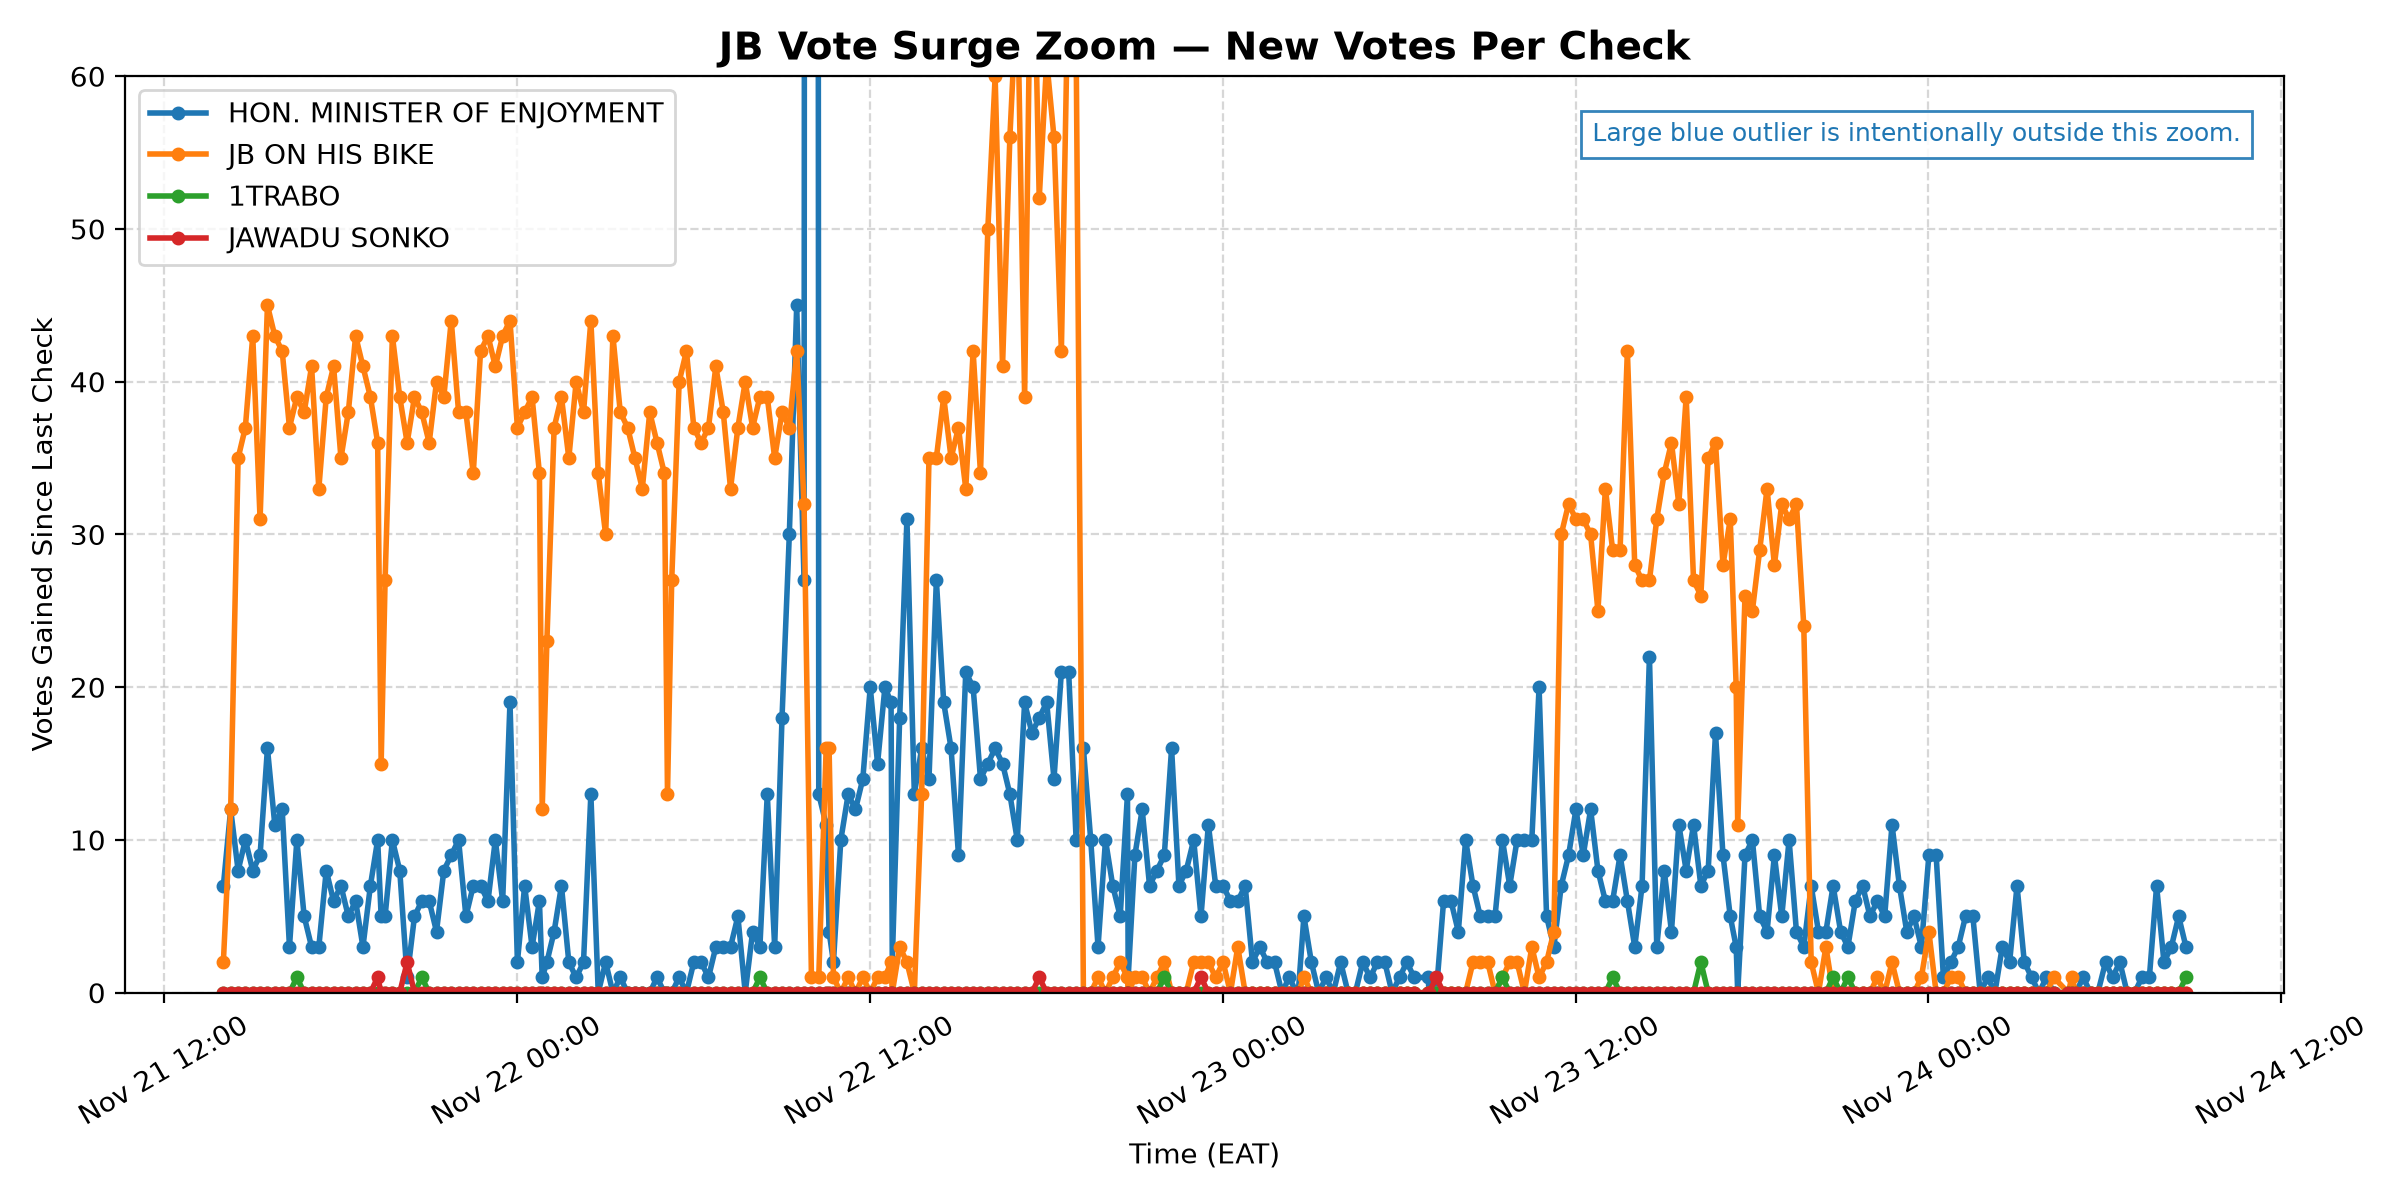 JB Vote Surge Zoom — New Votes Per Check
60
50
40
30
20
10
0
Votes Gained Since Last Check
HON. MINISTER OF ENJOYMENT
JB ON HIS BIKE
1TRABO
JAWADU SONKO
Large blue outlier is intentionally outside this zoom.
Nov 21 12:00
Nov 22 00:00
Nov 22 12:00
Nov 23 00:00
Nov 23 12:00
Nov 24 00:00
Nov 24 12:00
Time (EAT)